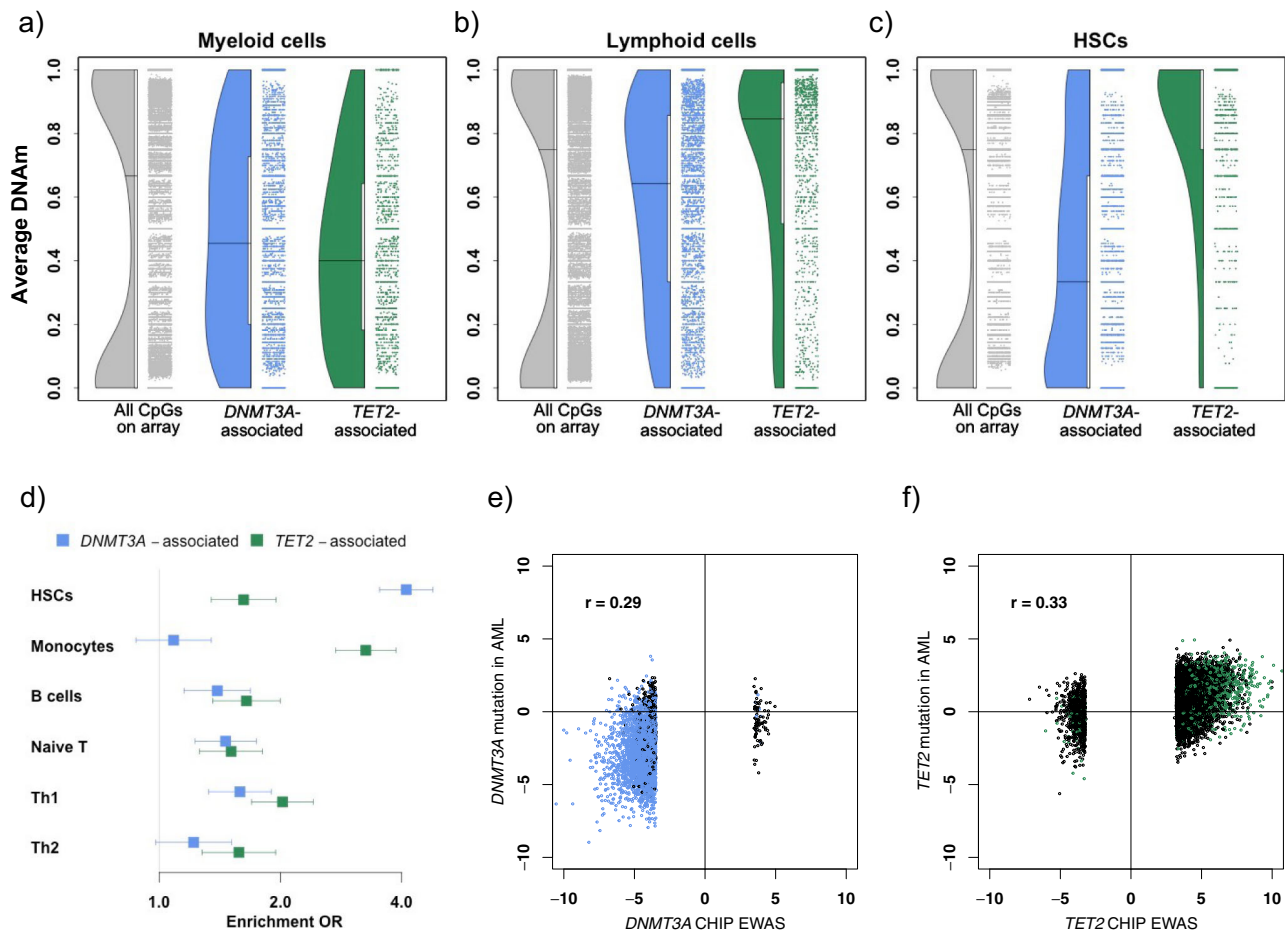 a)
Myeloid cells
b)
Lymphoid cells
c)
HSCs
Average DNAm
1.0
0.8
0.6
0.4
0.2
0.0
All CpGs
on array
DNMT3A-
associated
TET2-
associated
1.0
0.8
0.6
0.4
0.2
0.0
All CpGs
on array
DNMT3A-
associated
TET2-
associated
1.0
0.8
0.6
0.4
0.2
0.0
All CpGs
on array
DNMT3A-
associated
TET2-
associated
d)
DNMT3A – associated
TET2 – associated
HSCs
Monocytes
B cells
Naive T
Th1
Th2
1.0 2.0 4.0
Enrichment OR
e)
r = 0.29
DNMT3A mutation in AML
10
5
0
−5
−10
−10 −5 0 5 10
DNMT3A CHIP EWAS
f)
r = 0.33
TET2 mutation in AML
10
5
0
−5
−10
−10 −5 0 5 10
TET2 CHIP EWAS